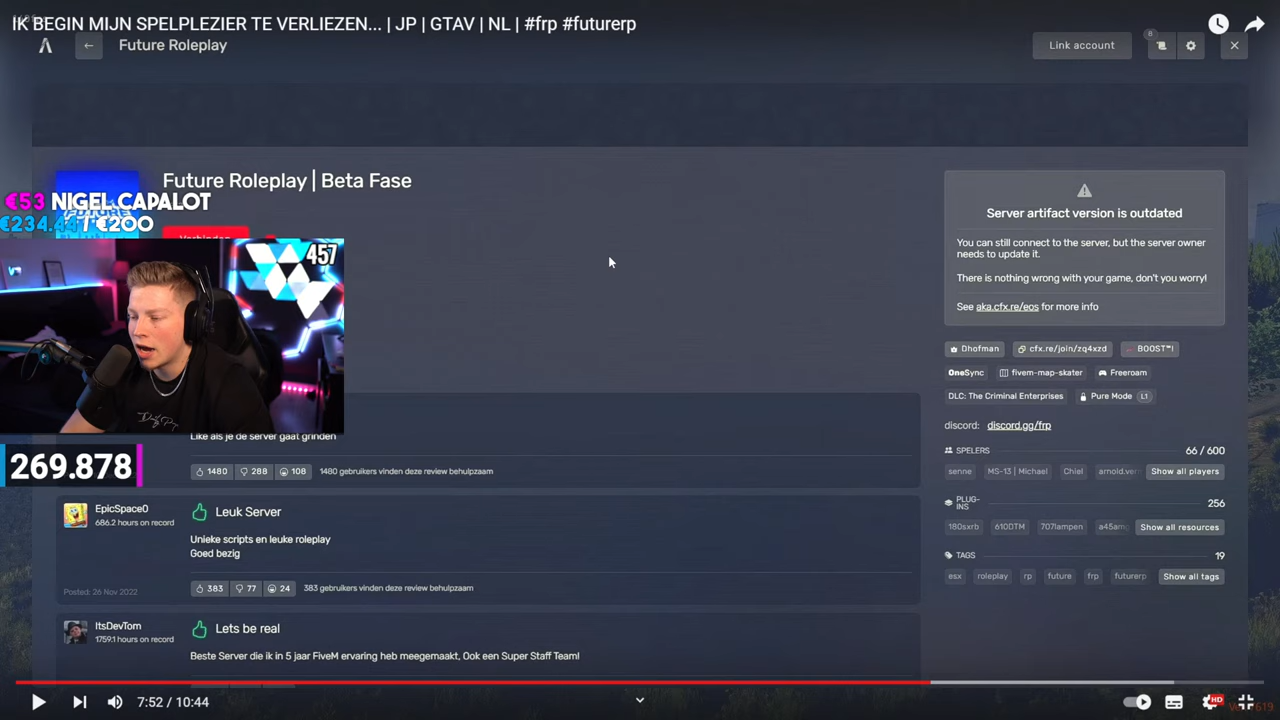 IK BEGIN MIJN SPELPLEZIER TE VERLIEZEN... | JP | GTAV | NL | #frp #futurerp
Future Roleplay
Link account
8
Future Roleplay | Beta Fase
€53 NIGEL CAPALOT
€234.44 / €200
457
269.878
Like als je de server gaat grinden
1480
288
108
1480 gebruikers vinden deze review behulpzaam
EpicSpace0
686.2 hours on record
Leuk Server
Unieke scripts en leuke roleplay
Goed bezig
Posted: 26 Nov 2022
383
77
24
383 gebruikers vinden deze review behulpzaam
ItsDevTom
1759.1 hours on record
Lets be real
Beste Server die ik in 5 jaar FiveM ervaring heb meegemaakt, Ook een Super Staff Team!
Server artifact version is outdated
You can still connect to the server, but the server owner
needs to update it.
There is nothing wrong with your game, don't you worry!
See aka.cfx.re/eos for more info
Dhofman
cfx.re/join/zq4xzd
BOOST™!
OneSync
fivem-map-skater
Freeroam
DLC: The Criminal Enterprises
Pure Mode L1
discord: discord.gg/frp
SPELERS
66 / 600
senne
MS-13 | Michael
Chiel
arnold.ver
Show all players
PLUG-
INS
256
180sxrb
610DTM
707lampen
a45amg
Show all resources
TAGS
19
esx
roleplay
rp
future
frp
futurerp
Show all tags
7:52 / 10:44
HD